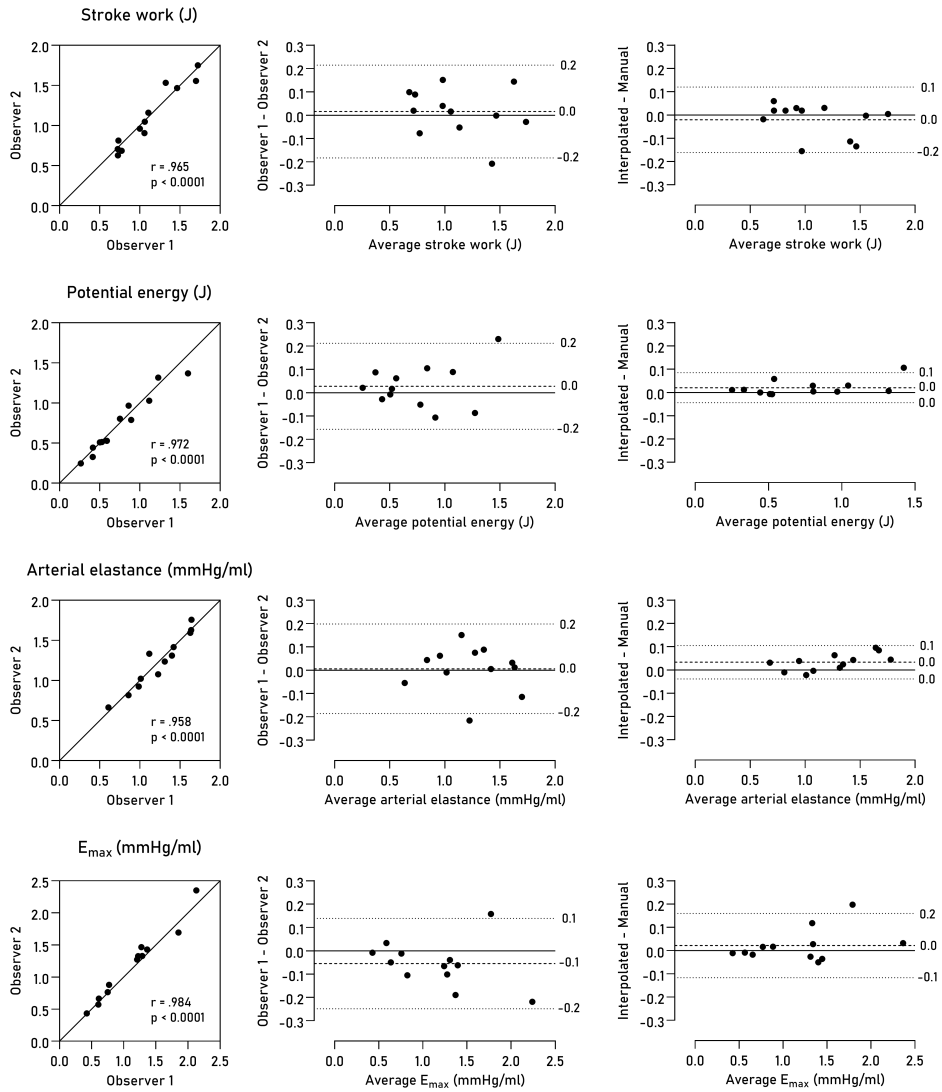 Stroke work (J)
2.0
1.5
1.0
0.5
0.0
Observer 2
r = .965
p < 0.0001
0.0 0.5 1.0 1.5 2.0
Observer 1
0.3
0.2
0.1
0.0
-0.1
-0.2
-0.3
Observer 1 - Observer 2
0.2
0.0
-0.2
0.0 0.5 1.0 1.5 2.0
Average stroke work (J)
0.3
0.2
0.1
0.0
-0.1
-0.2
-0.3
Interpolated - Manual
0.1
0.0
-0.2
0.0 0.5 1.0 1.5 2.0
Average stroke work (J)
Potential energy (J)
2.0
1.5
1.0
0.5
0.0
Observer 2
r = .972
p < 0.0001
0.0 0.5 1.0 1.5 2.0
Observer 1
0.3
0.2
0.1
0.0
-0.1
-0.2
-0.3
Observer 1 - Observer 2
0.2
0.0
-0.2
0.0 0.5 1.0 1.5 2.0
Average potential energy (J)
0.3
0.2
0.1
0.0
-0.1
-0.2
-0.3
Interpolated - Manual
0.1
0.0
0.0
0.0 0.5 1.0 1.5
Average potential energy (J)
Arterial elastance (mmHg/ml)
2.0
1.5
1.0
0.5
0.0
Observer 2
r = .958
p < 0.0001
0.0 0.5 1.0 1.5 2.0
Observer 1
0.3
0.2
0.1
0.0
-0.1
-0.2
-0.3
Observer 1 - Observer 2
0.2
0.0
-0.2
0.0 0.5 1.0 1.5 2.0
Average arterial elastance (mmHg/ml)
0.3
0.2
0.1
0.0
-0.1
-0.2
-0.3
Interpolated - Manual
0.1
0.0
0.0
0.0 0.5 1.0 1.5 2.0
Average arterial elastance (mmHg/ml)
Emax (mmHg/ml)
2.5
2.0
1.5
1.0
0.5
0.0
Observer 2
r = .984
p < 0.0001
0.0 0.5 1.0 1.5 2.0 2.5
Observer 1
0.3
0.2
0.1
0.0
-0.1
-0.2
-0.3
Observer 1 - Observer 2
0.1
-0.1
-0.2
0.0 0.5 1.0 1.5 2.0 2.5
Average Emax (mmHg/ml)
0.3
0.2
0.1
0.0
-0.1
-0.2
-0.3
Interpolated - Manual
0.2
0.0
-0.1
0.0 0.5 1.0 1.5 2.0 2.5
Average Emax (mmHg/ml)